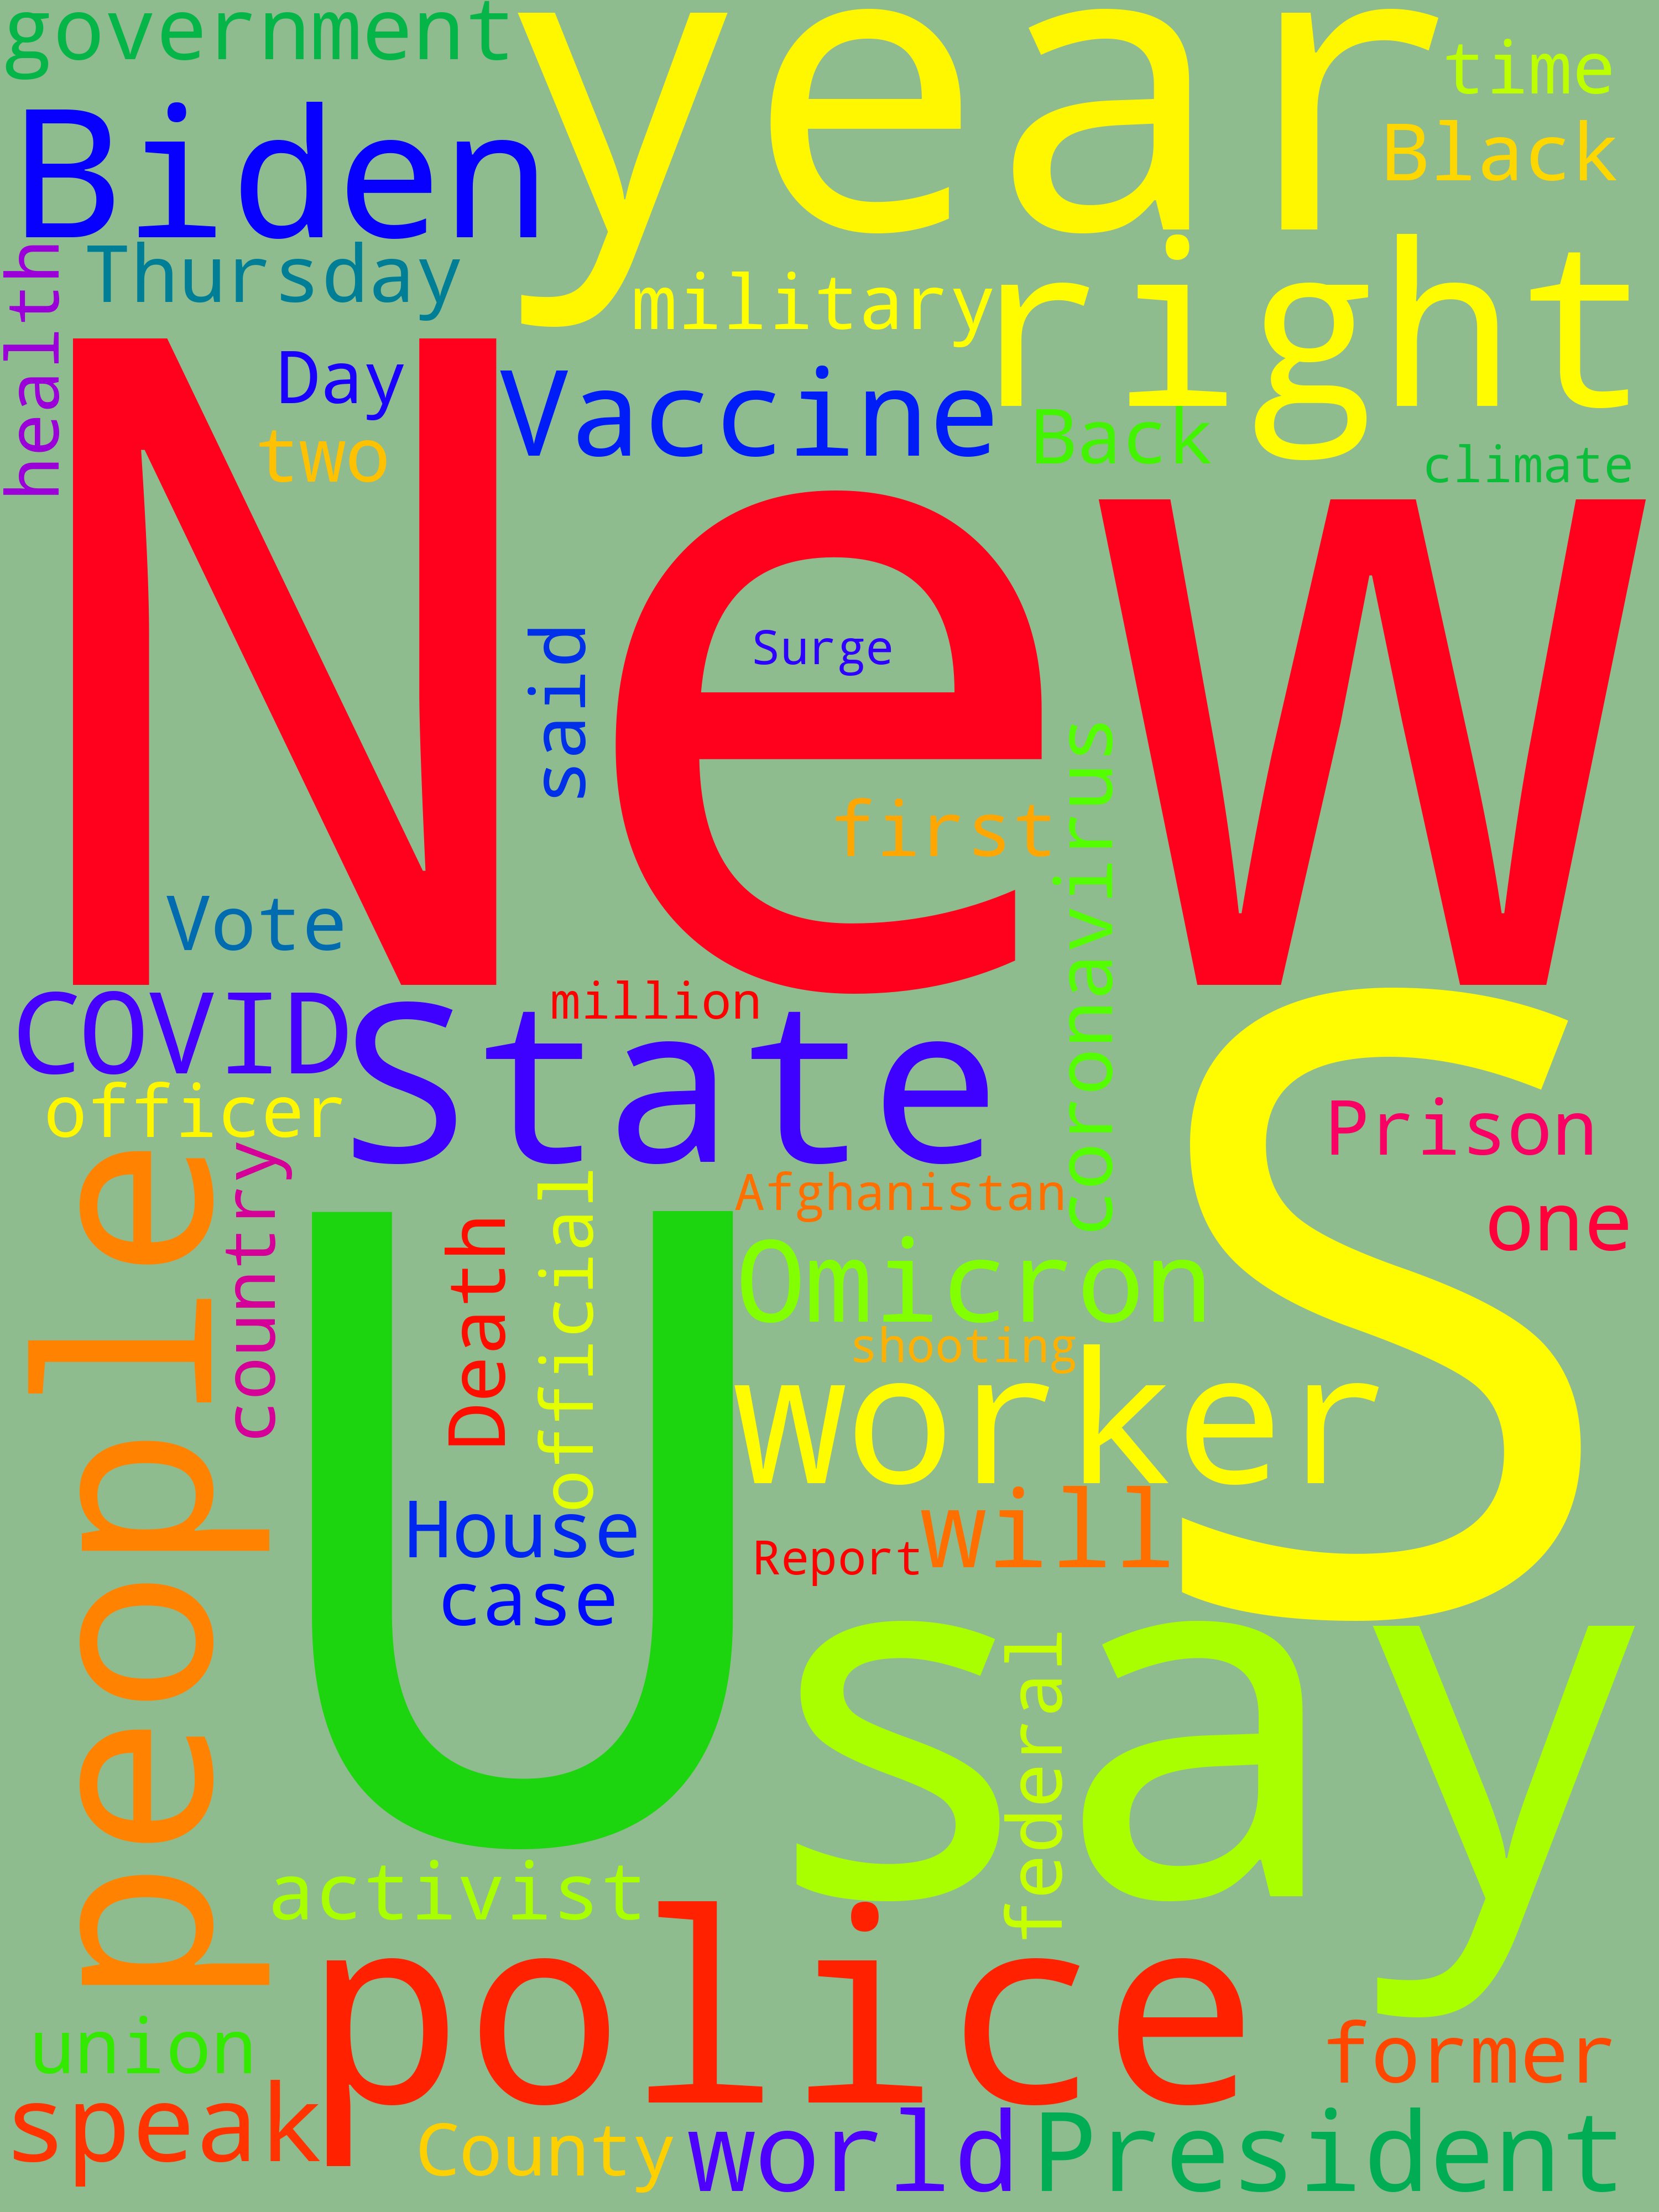 government
year
time
Biden
Black
Thursday
health
military
right
Day
Vaccine
Back
two
climate
New
Surge
said
first
coronavirus
Vote
COVID
million
State
officer
S
Prison
people
country
Afghanistan
one
U
Death
official
Omicron
shooting
worker
House
will
Report
case
say
federal
activist
police
union
former
speak
County
world
President